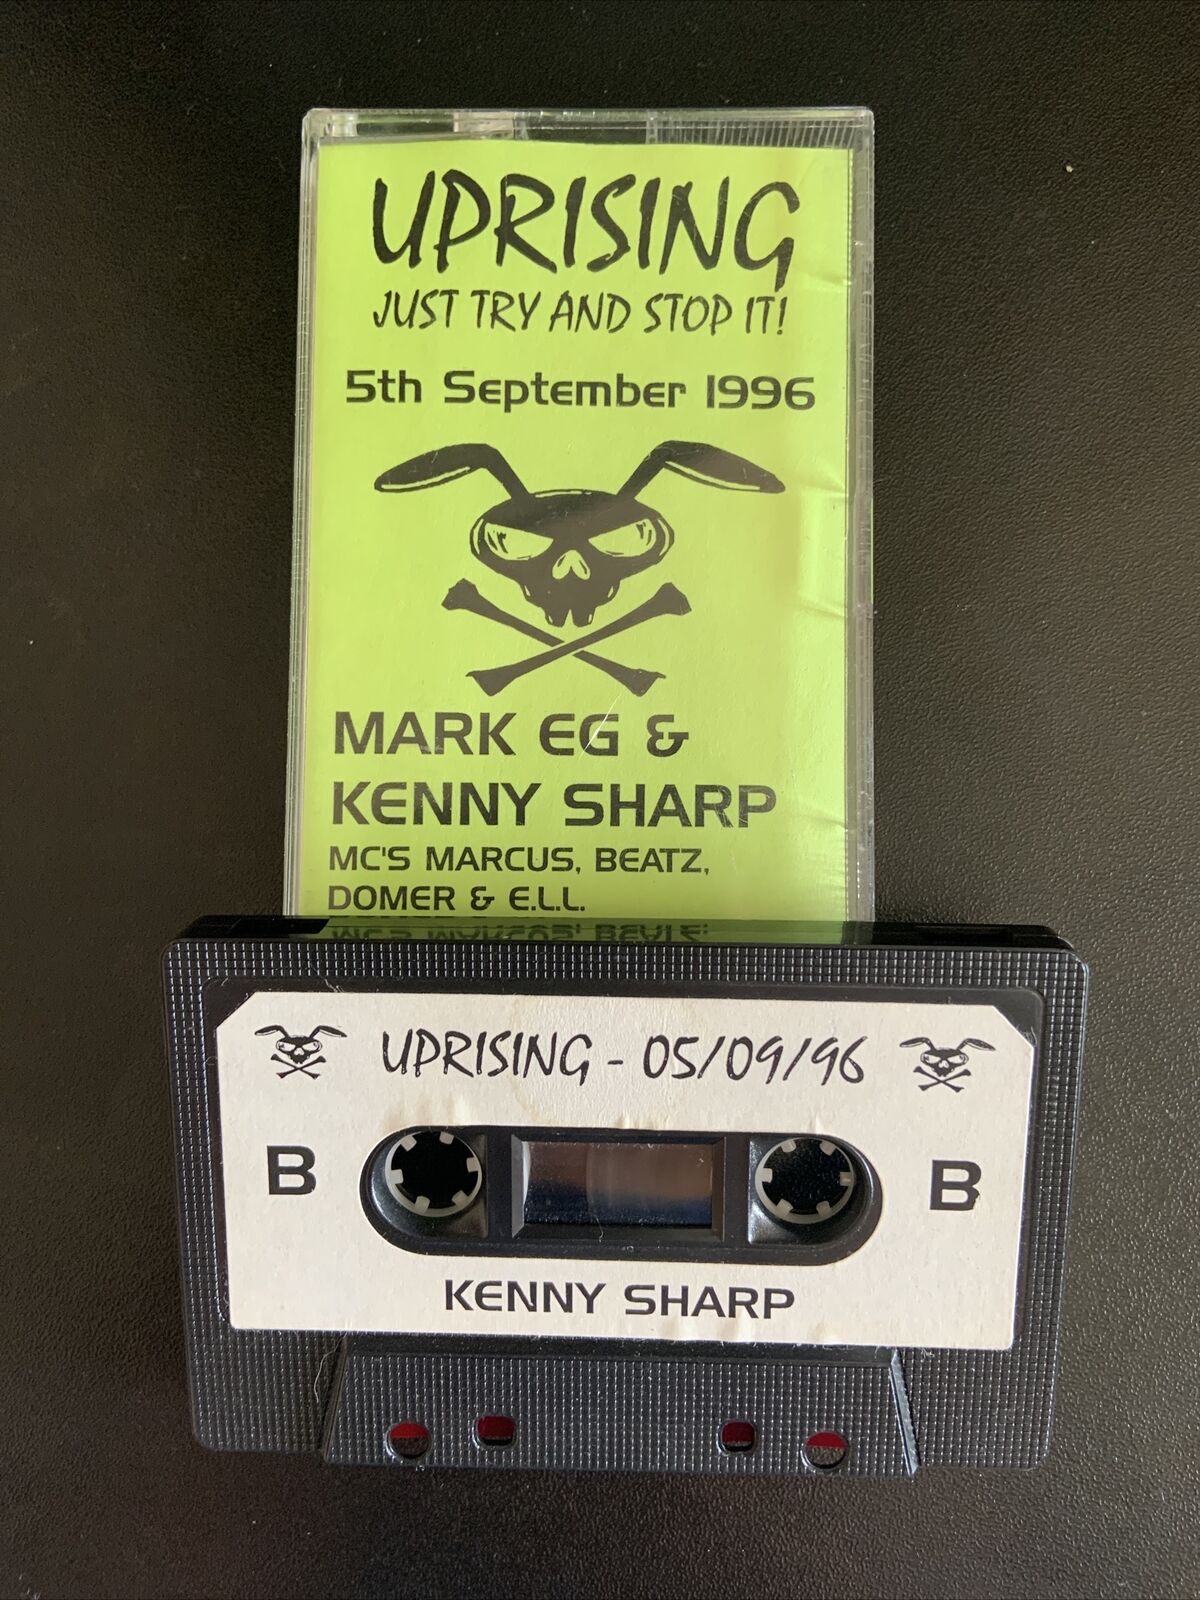 UPRISING
JUST TRY AND STOP IT!
5th September 1996
MARK EG &
KENNY SHARP
MC'S MARCUS, BEATZ,
DOMER & E.L.L.
UPRISING - 05/09/96
B B
KENNY SHARP